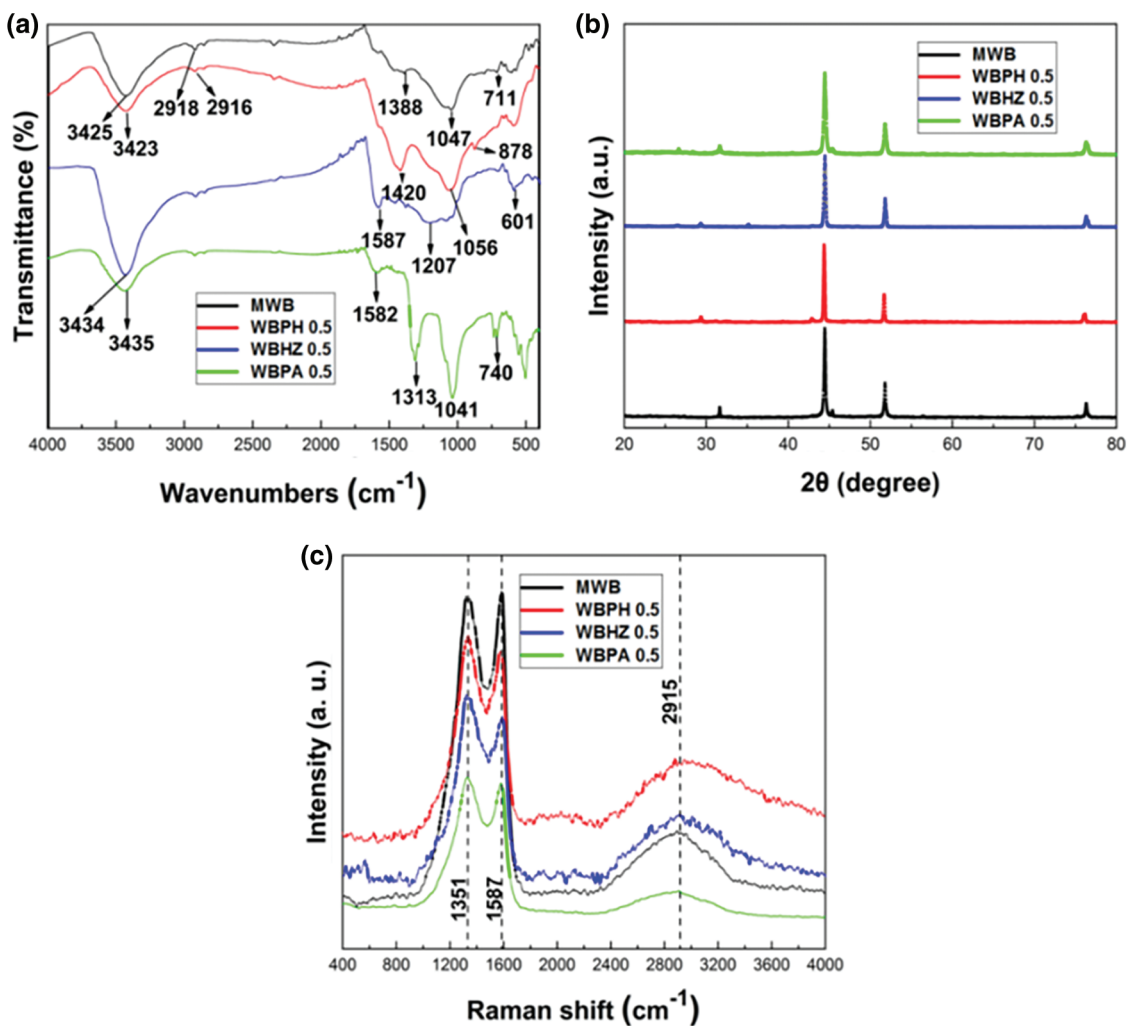 (a)
Transmittance (%)
3425
3423
2918
2916
1388
1047
711
878
1420
1056
1587
1207
601
3434
3435
1582
1313
1041
740
MWB
WBPH 0.5
WBHZ 0.5
WBPA 0.5
4000 3500 3000 2500 2000 1500 1000 500
Wavenumbers (cm-1)
(b)
Intensity (a.u.)
MWB
WBPH 0.5
WBHZ 0.5
WBPA 0.5
20 30 40 50 60 70 80
2θ (degree)
(c)
Intensity (a. u.)
MWB
WBPH 0.5
WBHZ 0.5
WBPA 0.5
1351
1587
2915
400 800 1200 1600 2000 2400 2800 3200 3600 4000
Raman shift (cm-1)